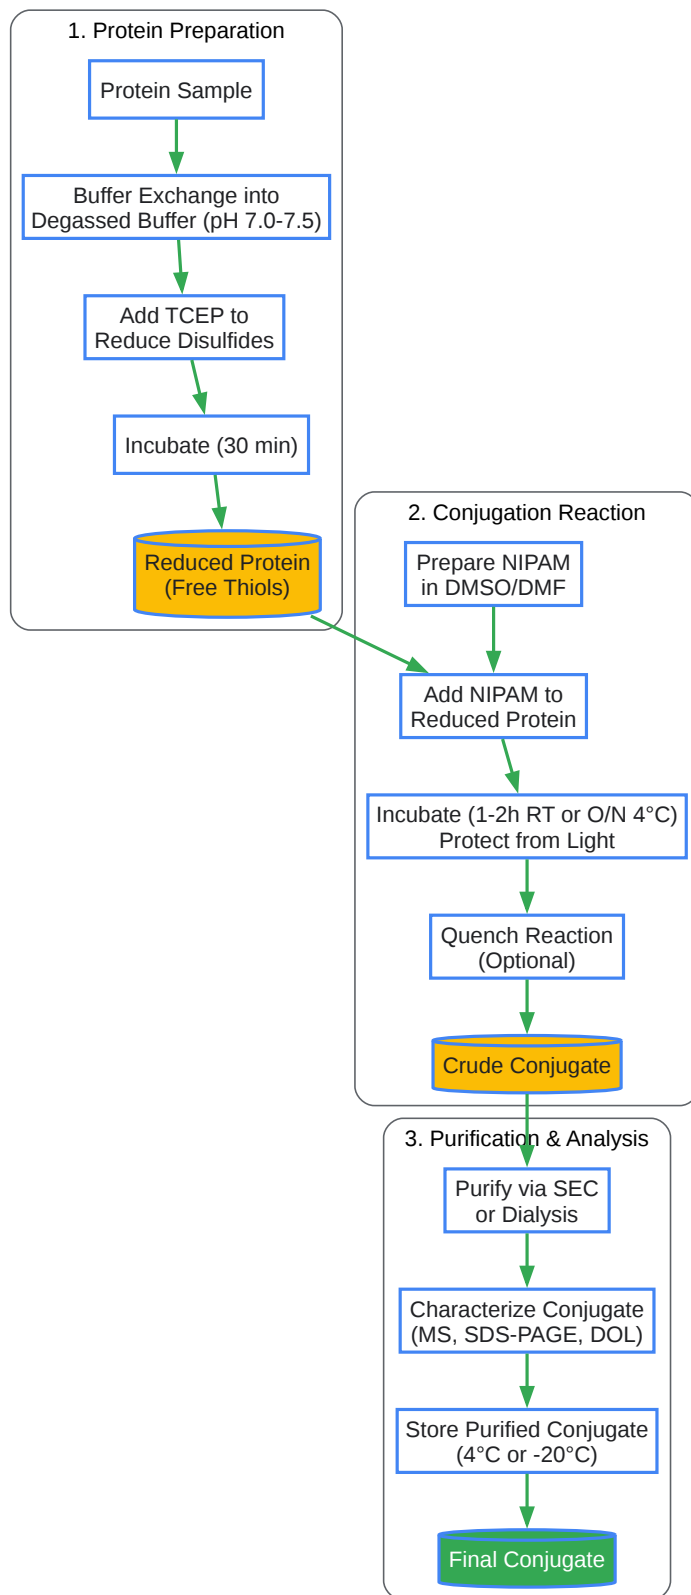 1. Protein Preparation
Protein Sample
Buffer Exchange into
Degassed Buffer (pH 7.0-7.5)
Add TCEP to
Reduce Disulfides
Incubate (30 min)
Reduced Protein
(Free Thiols)
2. Conjugation Reaction
Prepare NIPAM
in DMSO/DMF
Add NIPAM to
Reduced Protein
Incubate (1-2h RT or O/N 4°C)
Protect from Light
Quench Reaction
(Optional)
Crude Conjugate
3. Purification & Analysis
Purify via SEC
or Dialysis
Characterize Conjugate
(MS, SDS-PAGE, DOL)
Store Purified Conjugate
(4°C or -20°C)
Final Conjugate